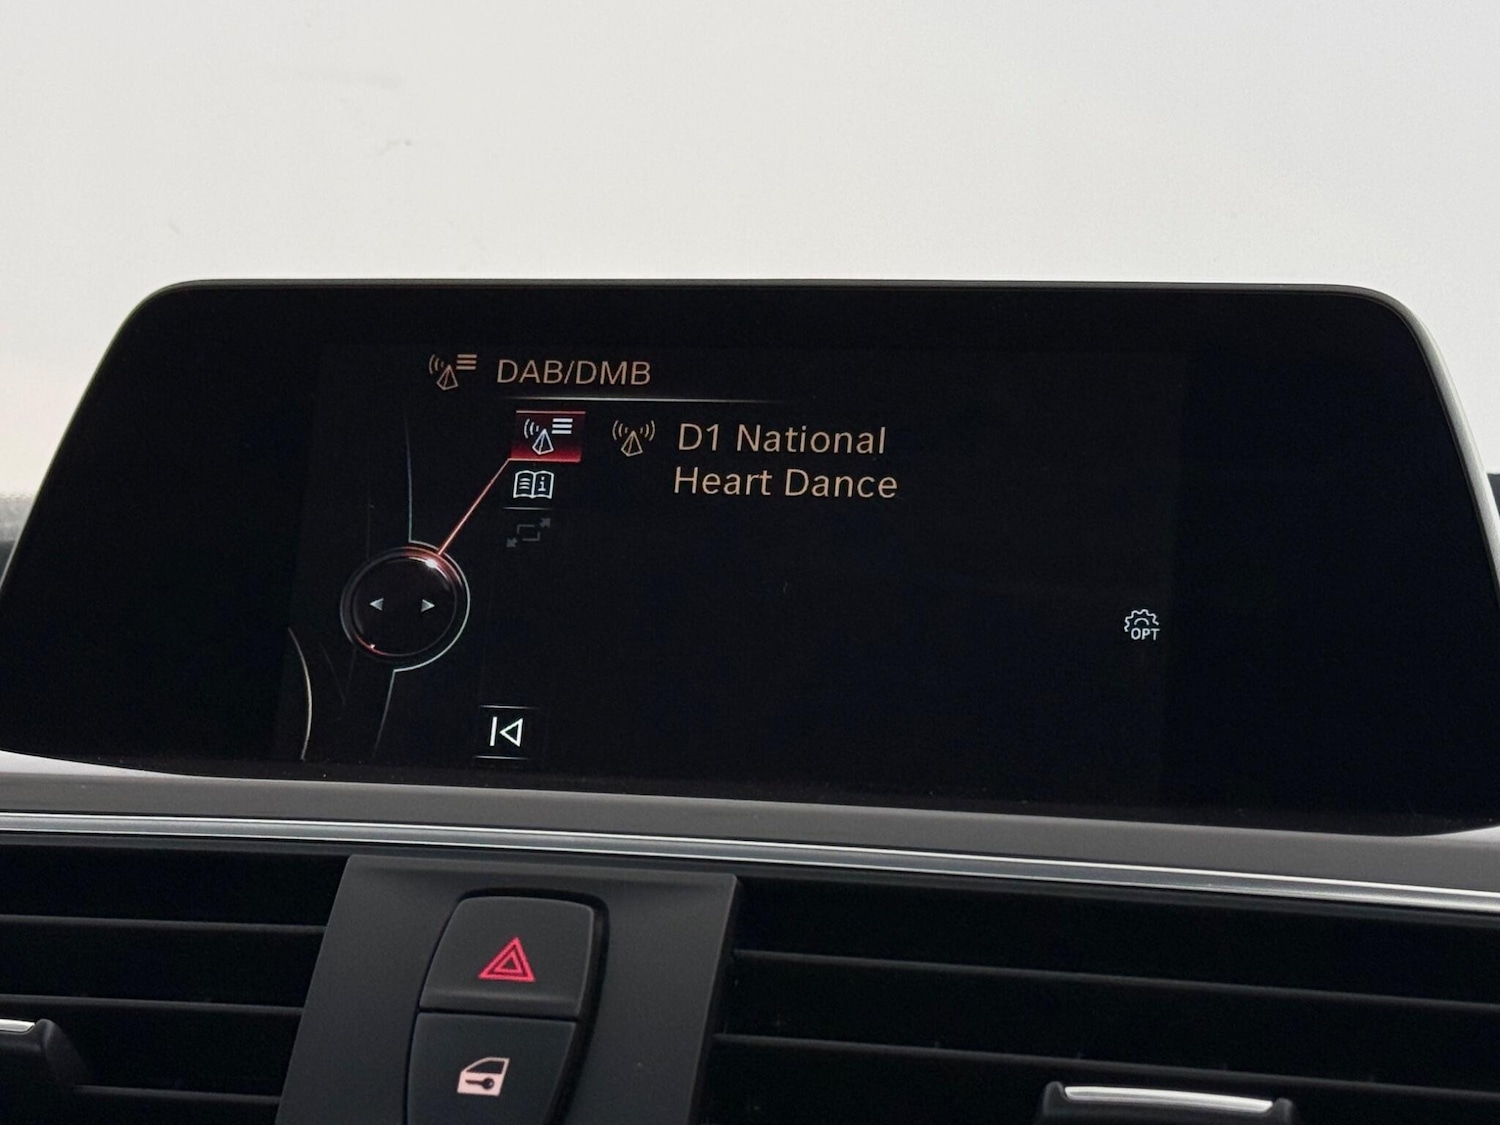 DAB/DMB
D1 National
Heart Dance
OPT